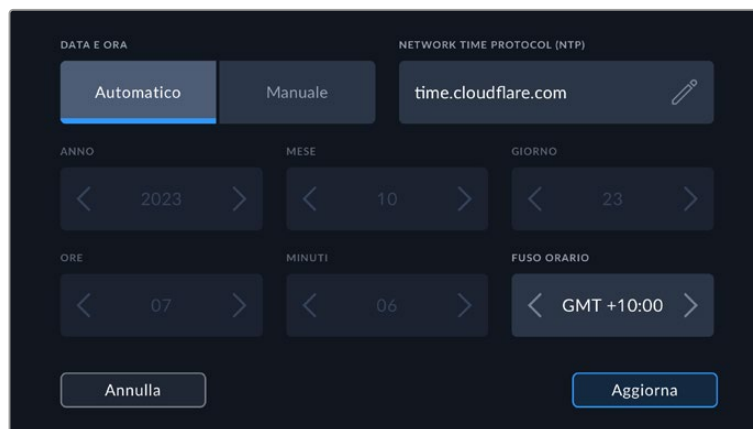 DATA E ORA
NETWORK TIME PROTOCOL (NTP)
Automatico
Manuale
time.cloudflare.com
ANNO
MESE
GIORNO
2023
10
23
ORE
MINUTI
FUSO ORARIO
07
06
GMT +10:00
Annulla
Aggiorna